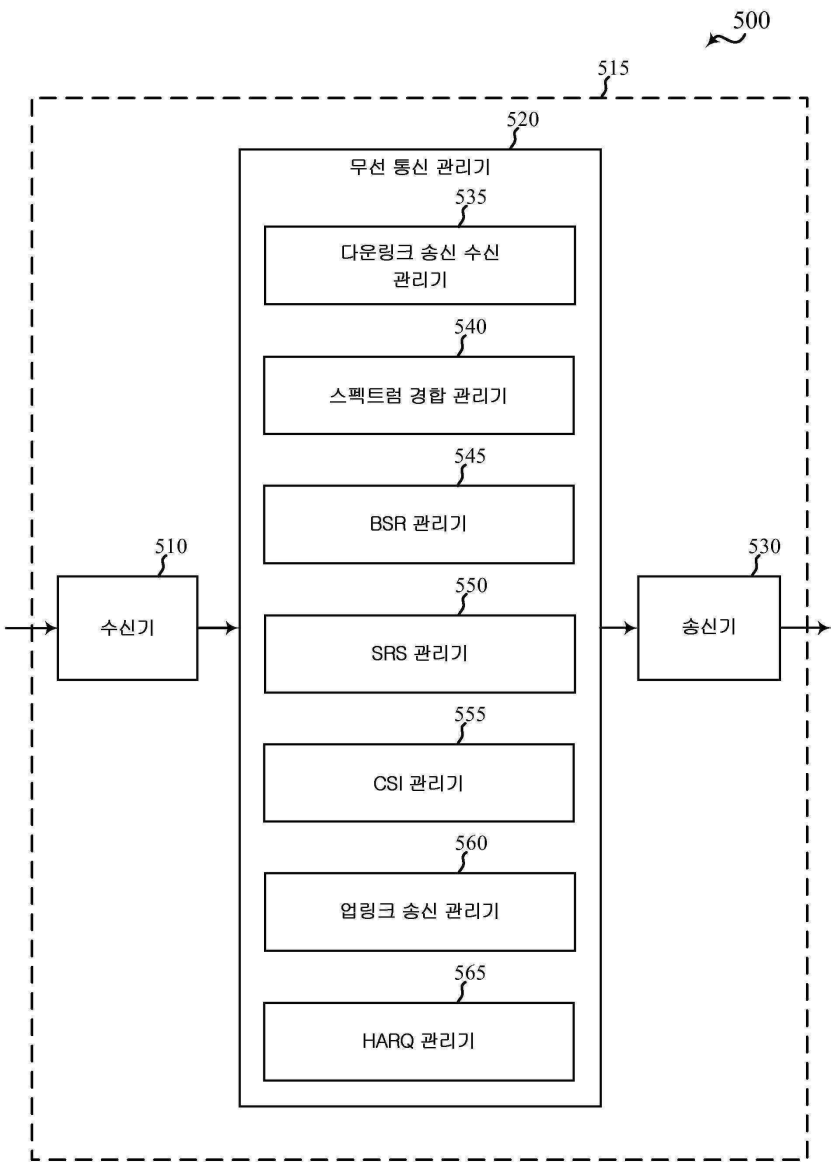 500
515
520
무선 통신 관리기
535
다운링크 송신 수신
관리기
540
스펙트럼 경합 관리기
545
BSR 관리기
510
수신기
550
SRS 관리기
530
송신기
555
CSI 관리기
560
업링크 송신 관리기
565
HARQ 관리기